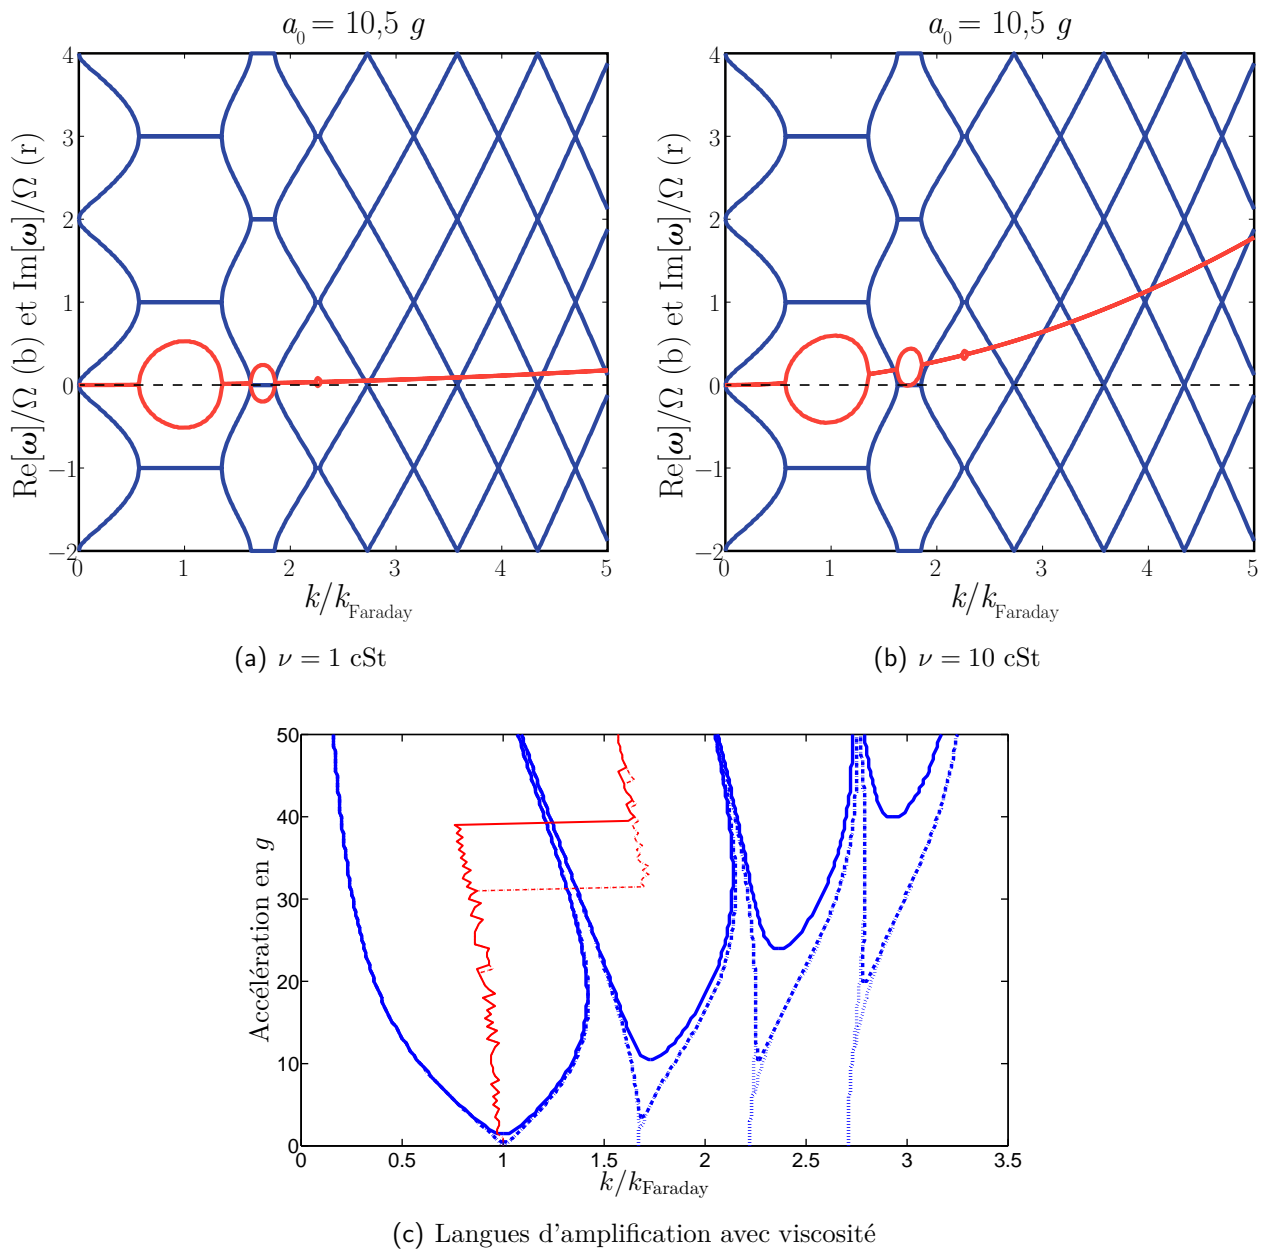 a₀ = 10,5 g
a₀ = 10,5 g
Re[ω]/Ω (b) et Im[ω]/Ω (r)
4
3
2
1
0
−1
−2
0 1 2 3 4 5
k/k_Faraday
Re[ω]/Ω (b) et Im[ω]/Ω (r)
4
3
2
1
0
−1
−2
0 1 2 3 4 5
k/k_Faraday
(a) ν = 1 cSt
(b) ν = 10 cSt
Accélération en g
50
40
30
20
10
0
0 0.5 1 1.5 2 2.5 3 3.5
k/k_Faraday
(c) Langues d'amplification avec viscosité